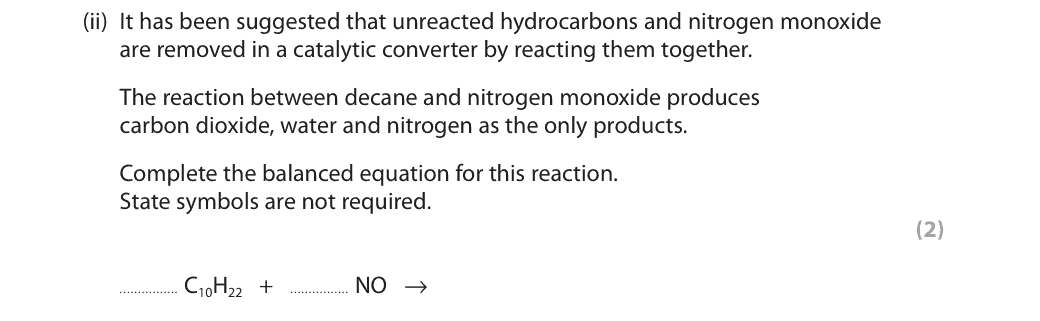 (ii) It has been suggested that unreacted hydrocarbons and nitrogen monoxide
are removed in a catalytic converter by reacting them together.
The reaction between decane and nitrogen monoxide produces
carbon dioxide, water and nitrogen as the only products.
Complete the balanced equation for this reaction.
State symbols are not required.
(2)
................ C₁₀H₂₂ + ................ NO →